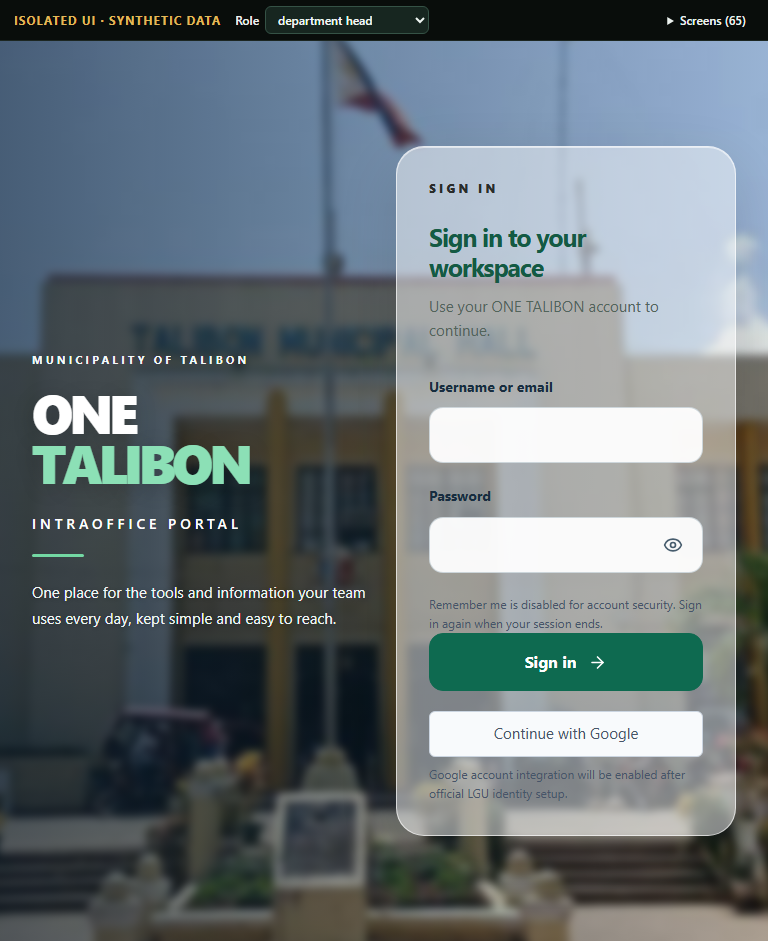 ISOLATED UI · SYNTHETIC DATA Role department head Screens (65)
MUNICIPALITY OF TALIBON
ONE
TALIBON
INTRAOFFICE PORTAL
One place for the tools and information your team
uses every day, kept simple and easy to reach.
SIGN IN
Sign in to your
workspace
Use your ONE TALIBON account to
continue.
Username or email
Password
Remember me is disabled for account security. Sign
in again when your session ends.
Sign in
Continue with Google
Google account integration will be enabled after
official LGU identity setup.
TALIBON MUNICIPAL HALL